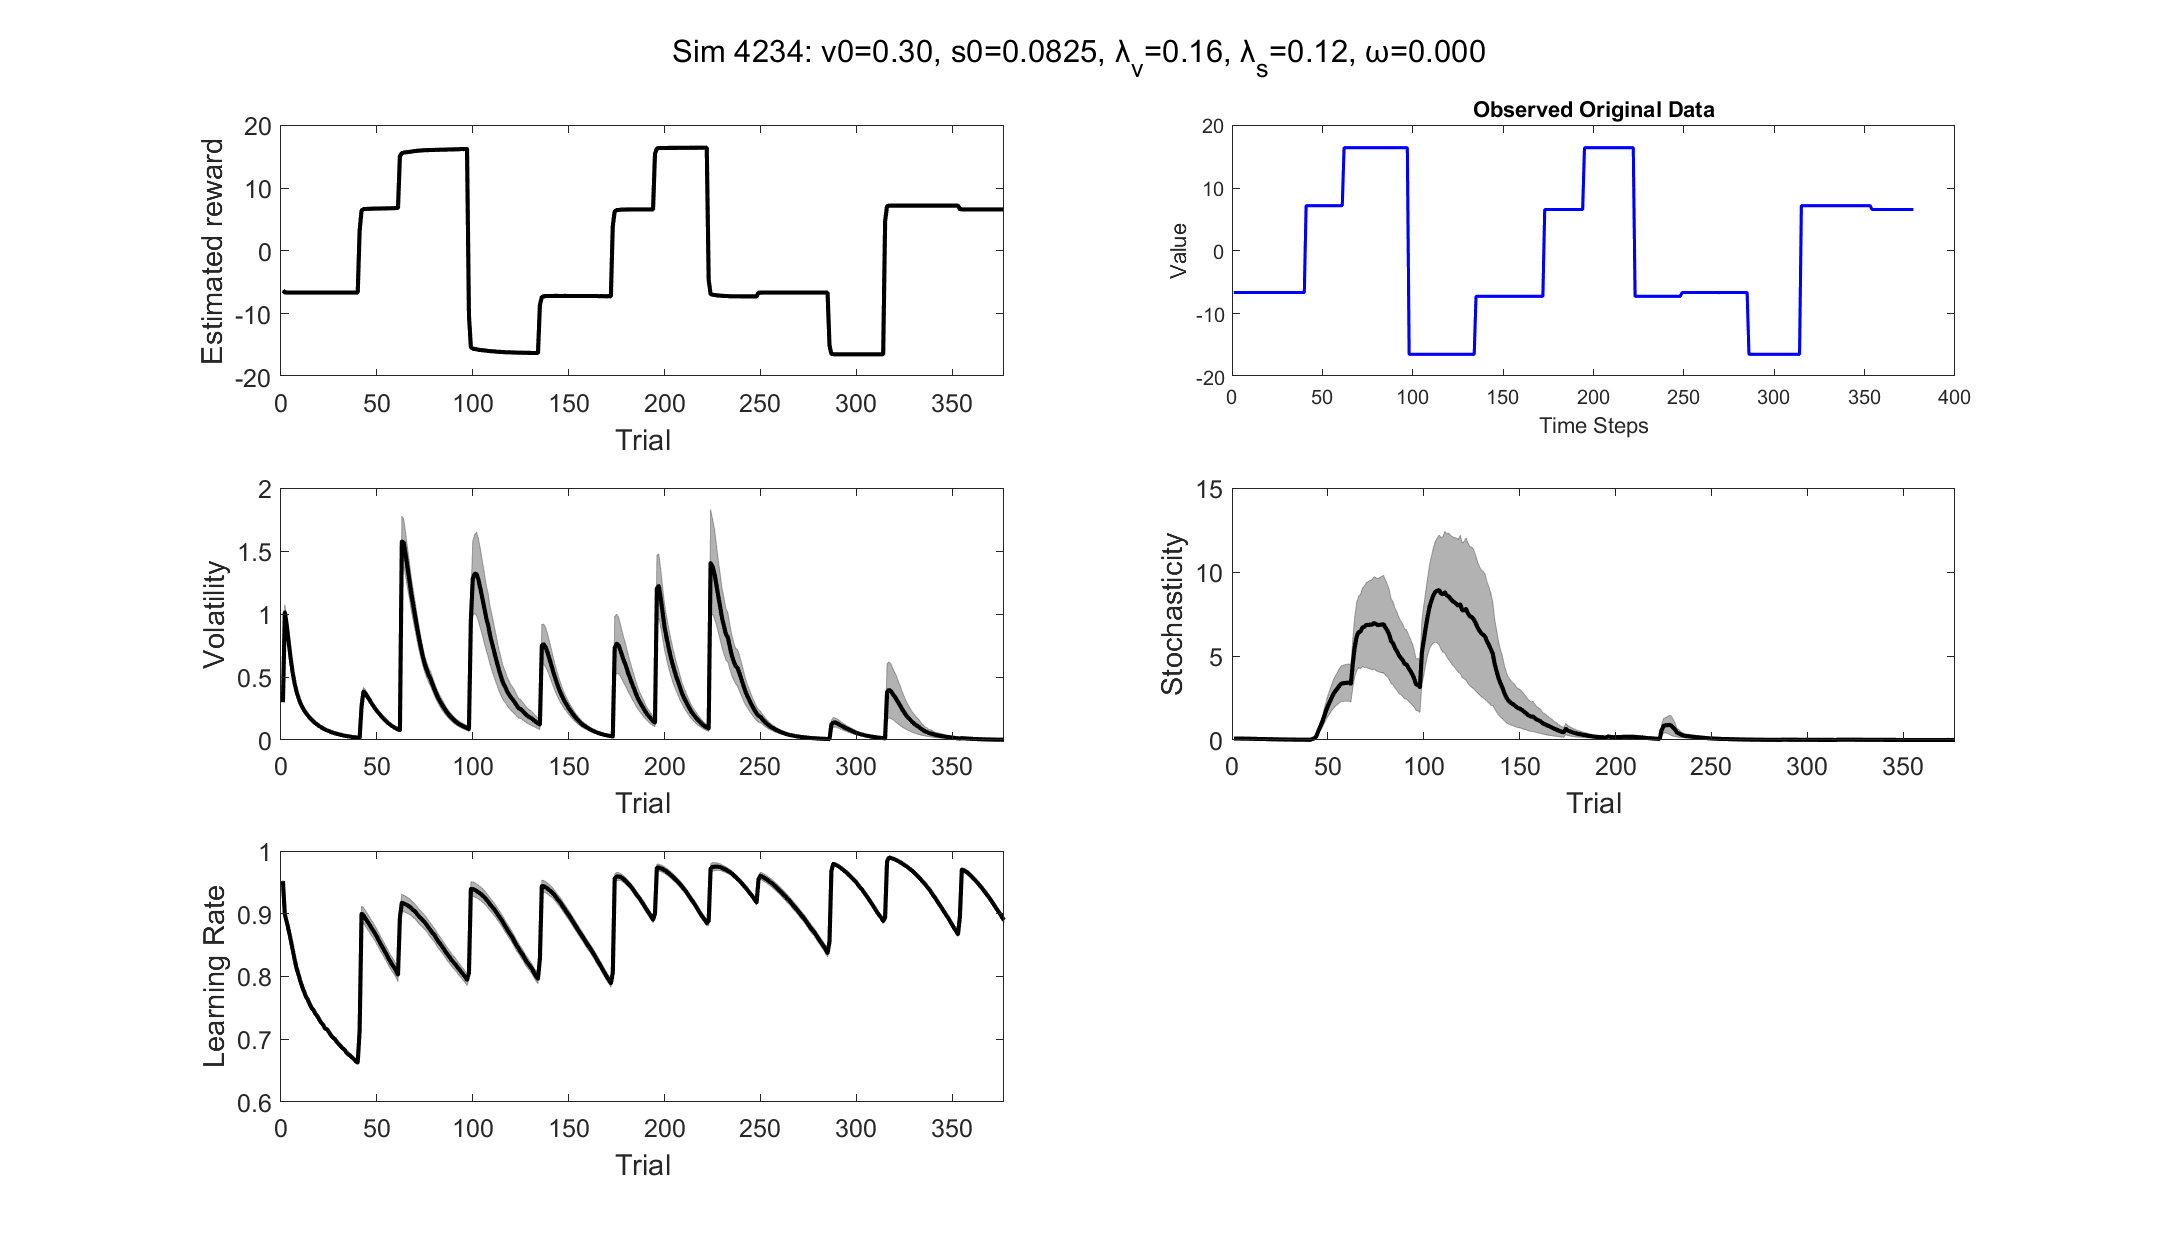 Sim 4234: v0=0.30, s0=0.0825, λ_v=0.16, λ_s=0.12, ω=0.000
20
10
0
-10
-20
Estimated reward
0 50 100 150 200 250 300 350
Trial
Observed Original Data
20
10
0
-10
-20
Value
0 50 100 150 200 250 300 350 400
Time Steps
2
1.5
1
0.5
0
Volatility
0 50 100 150 200 250 300 350
Trial
15
10
5
0
Stochasticity
0 50 100 150 200 250 300 350
Trial
1
0.9
0.8
0.7
0.6
Learning Rate
0 50 100 150 200 250 300 350
Trial